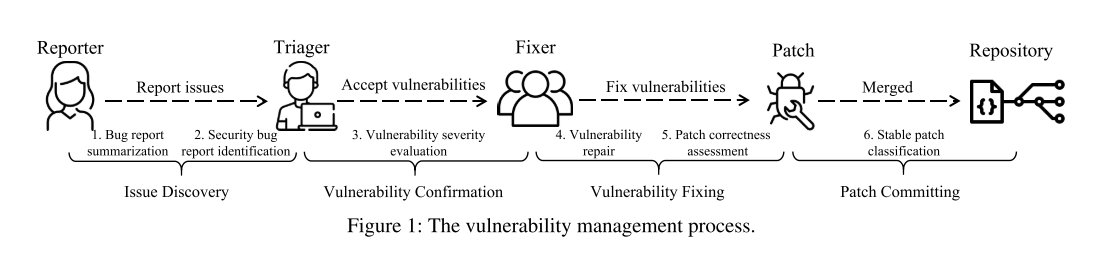 Reporter
Triager
Fixer
Patch
Repository
Report issues
Accept vulnerabilities
Fix vulnerabilities
Merged
1. Bug report
summarization
2. Security bug
report identification
3. Vulnerability severity
evaluation
4. Vulnerability
repair
5. Patch correctness
assessment
6. Stable patch
classification
Issue Discovery
Vulnerability Confirmation
Vulnerability Fixing
Patch Committing
Figure 1: The vulnerability management process.